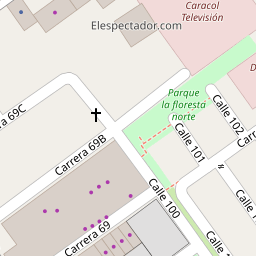 Caracol
Televisión
Elespectador.com
D
Parque
la floresta
norte
Calle 102
Carrera 69C
Calle 101
Carrera 69B
Calle 100
Carrera 69